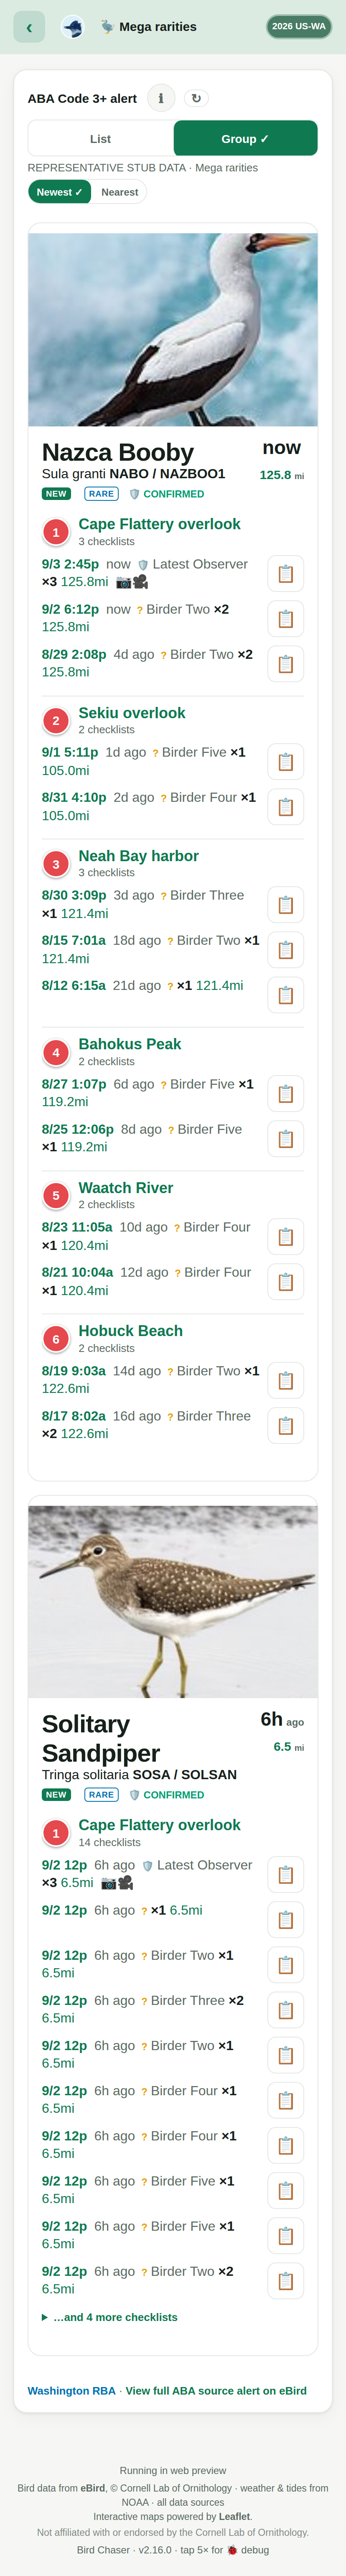 ‹ 🦆 Mega rarities 2026 US-WA
ABA Code 3+ alert ℹ ↻
List Group ✓
REPRESENTATIVE STUB DATA · Mega rarities
Newest ✓ Nearest
Nazca Booby now
Sula granti NABO / NAZBOO1 125.8 mi
NEW RARE CONFIRMED
1 Cape Flattery overlook
3 checklists
9/3 2:45p now Latest Observer
×3 125.8mi
9/2 6:12p now ? Birder Two ×2
125.8mi
8/29 2:08p 4d ago ? Birder Two ×2
125.8mi
2 Sekiu overlook
2 checklists
9/1 5:11p 1d ago ? Birder Five ×1
105.0mi
8/31 4:10p 2d ago ? Birder Four ×1
105.0mi
3 Neah Bay harbor
3 checklists
8/30 3:09p 3d ago ? Birder Three
×1 121.4mi
8/15 7:01a 18d ago ? Birder Two ×1
121.4mi
8/12 6:15a 21d ago ? ×1 121.4mi
4 Bahokus Peak
2 checklists
8/27 1:07p 6d ago ? Birder Five ×1
119.2mi
8/25 12:06p 8d ago ? Birder Five
×1 119.2mi
5 Waatch River
2 checklists
8/23 11:05a 10d ago ? Birder Four
×1 120.4mi
8/21 10:04a 12d ago ? Birder Four
×1 120.4mi
6 Hobuck Beach
2 checklists
8/19 9:03a 14d ago ? Birder Two ×1
122.6mi
8/17 8:02a 16d ago ? Birder Three
×2 122.6mi
Solitary 6h ago
Sandpiper 6.5 mi
Tringa solitaria SOSA / SOLSAN
NEW RARE CONFIRMED
1 Cape Flattery overlook
14 checklists
9/2 12p 6h ago Latest Observer
×3 6.5mi
9/2 12p 6h ago ? ×1 6.5mi
9/2 12p 6h ago ? Birder Two ×1
6.5mi
9/2 12p 6h ago ? Birder Three ×2
6.5mi
9/2 12p 6h ago ? Birder Two ×1
6.5mi
9/2 12p 6h ago ? Birder Four ×1
6.5mi
9/2 12p 6h ago ? Birder Four ×1
6.5mi
9/2 12p 6h ago ? Birder Five ×1
6.5mi
9/2 12p 6h ago ? Birder Five ×1
6.5mi
9/2 12p 6h ago ? Birder Two ×2
6.5mi
▶ …and 4 more checklists
Washington RBA · View full ABA source alert on eBird
Running in web preview
Bird data from eBird, © Cornell Lab of Ornithology · weather & tides from
NOAA · all data sources
Interactive maps powered by Leaflet.
Not affiliated with or endorsed by the Cornell Lab of Ornithology.
Bird Chaser · v2.16.0 · tap 5× for 🐞 debug